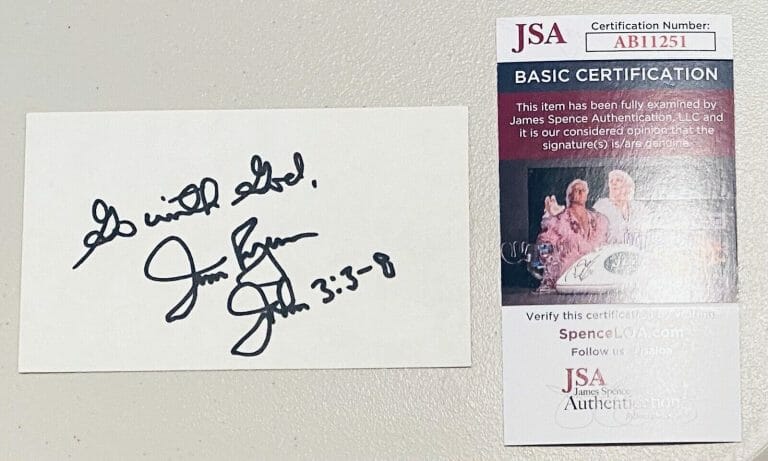 Go with God,
Jim Ryun
John 3:3-8
JSA
Certification Number:
AB11251
BASIC CERTIFICATION
This item has been fully examined by
James Spence Authentication, LLC and
it is our considered opinion that the
signature(s) is/are genuine.
Verify this certification by
SpenceLOA.com
Follow us
JSA
James Spence
Authentication